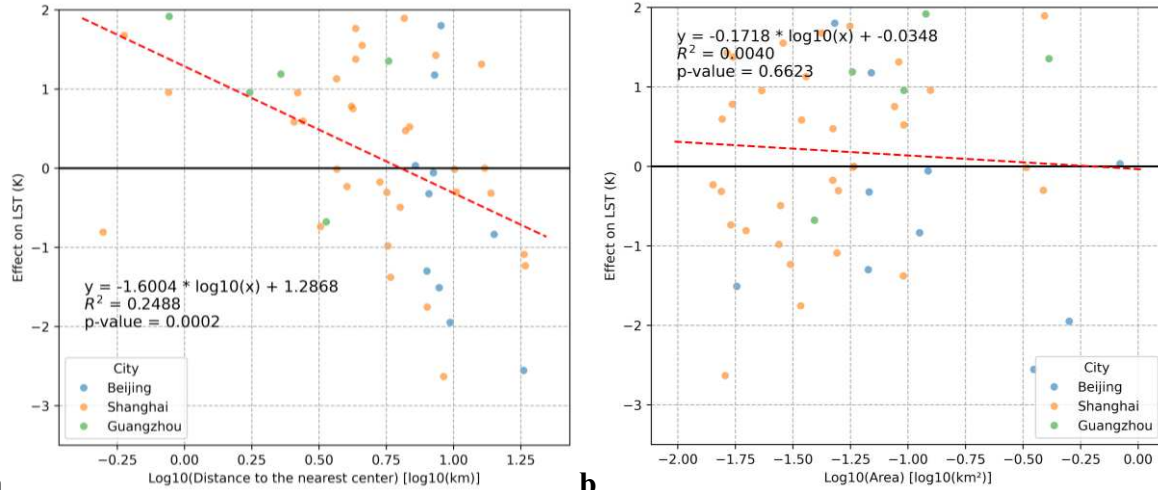 2
1
0
−1
−2
−3
Effect on LST (K)
y = -1.6004 * log10(x) + 1.2868
R² = 0.2488
p-value = 0.0002
City
Beijing
Shanghai
Guangzhou
−0.25 0.00 0.25 0.50 0.75 1.00 1.25
Log10(Distance to the nearest center) [log10(km)]
b
2
1
0
−1
−2
−3
Effect on LST (K)
y = -0.1718 * log10(x) + -0.0348
R² = 0.0040
p-value = 0.6623
City
Beijing
Shanghai
Guangzhou
−2.00 −1.75 −1.50 −1.25 −1.00 −0.75 −0.50 −0.25 0.00
Log10(Area) [log10(km²)]